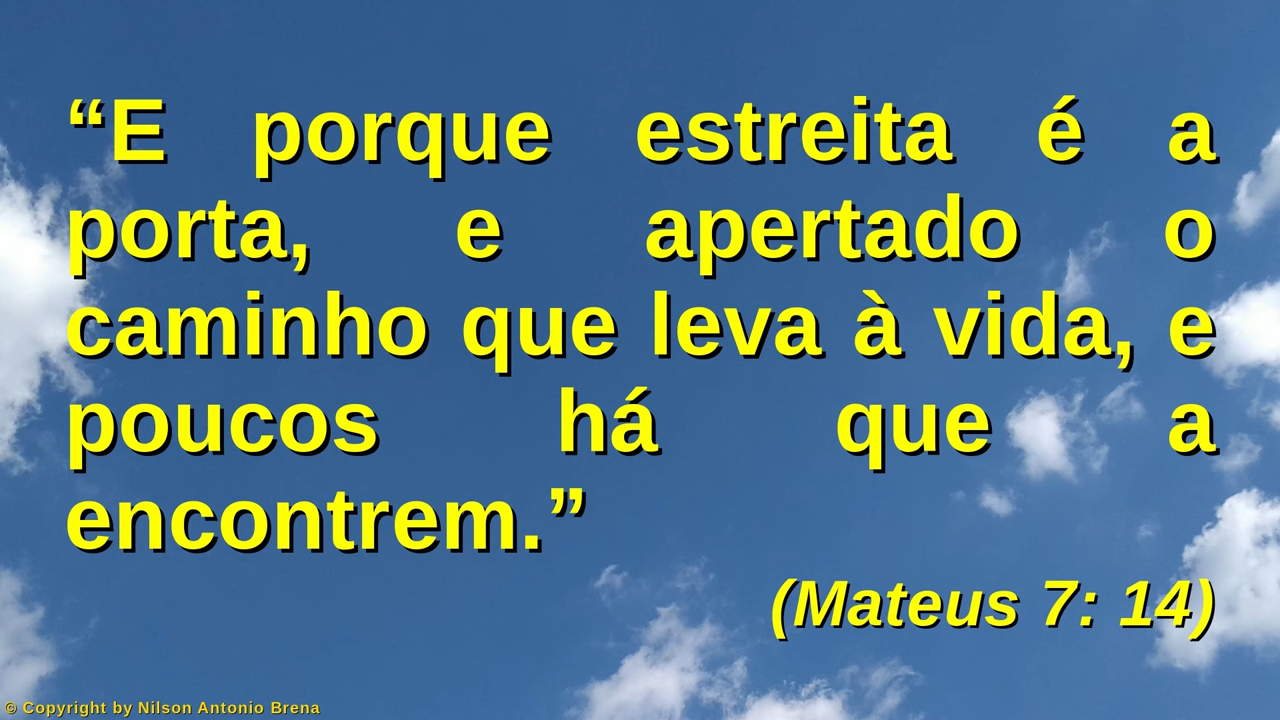 “E porque estreita é a
porta, e apertado o
caminho que leva à vida, e
poucos há que a
encontrem.”
(Mateus 7: 14)
© Copyright by Nilson Antonio Brena